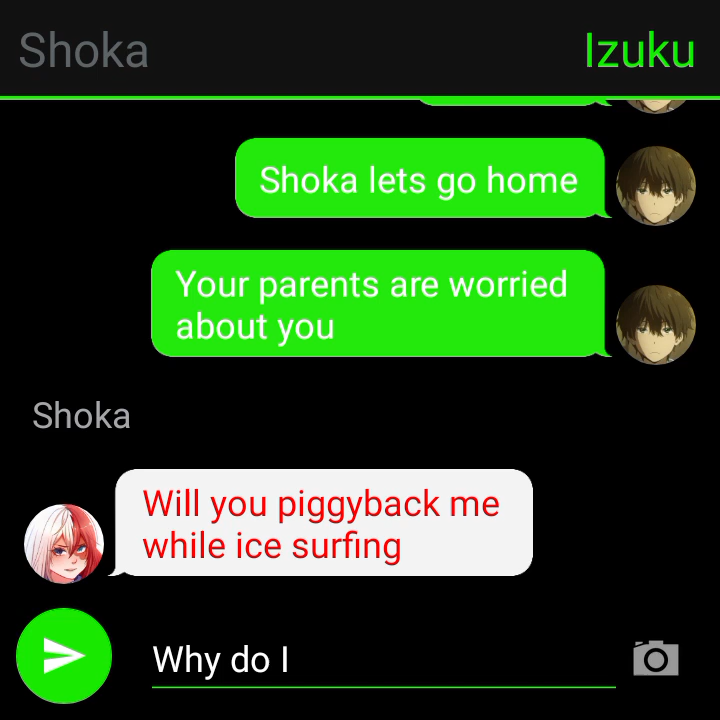 Shoka
Izuku
Shoka lets go home
Your parents are worried
about you
Shoka
Will you piggyback me
while ice surfing
Why do I